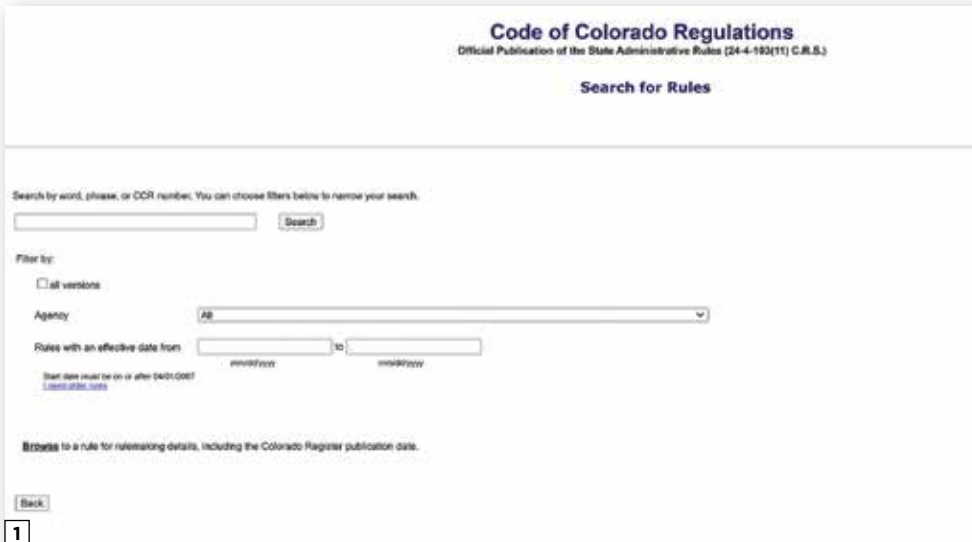 Code of Colorado Regulations
Official Publication of the State Administrative Rules (24-4-103(11) C.R.S.)
Search for Rules
Search by word, phrase, or CCR number. You can choose filters below to narrow your search.
Search
Filter by:
all versions
Agency All
Rules with an effective date from to
mm/dd/yyyy mm/dd/yyyy
Start date must be on or after 04/01/2007
I need older rules
Browse to a rule for rulemaking details, including the Colorado Register publication date.
Back
1